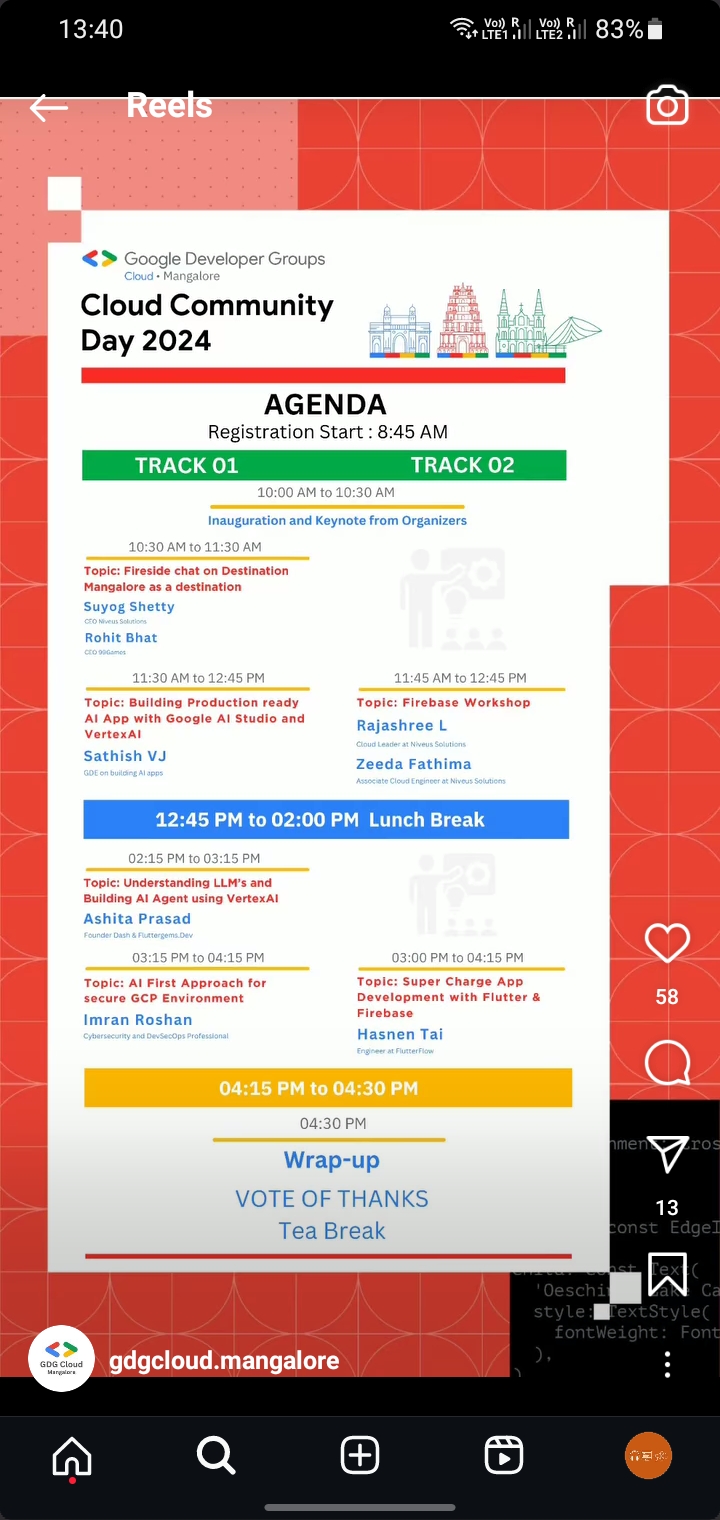 13:40
Vo)) R
LTE1
Vo)) R
LTE2
83%
Reels
Google Developer Groups
Cloud • Mangalore
Cloud Community
Day 2024
AGENDA
Registration Start : 8:45 AM
TRACK 01
TRACK 02
10:00 AM to 10:30 AM
Inauguration and Keynote from Organizers
10:30 AM to 11:30 AM
Topic: Fireside chat on Destination
Mangalore as a destination
Suyog Shetty
CEO Niveus Solutions
Rohit Bhat
CEO 99Games
11:30 AM to 12:45 PM
Topic: Building Production ready
AI App with Google AI Studio and
VertexAI
Sathish VJ
GDE on building AI apps
11:45 AM to 12:45 PM
Topic: Firebase Workshop
Rajashree L
Cloud Leader at Niveus Solutions
Zeeda Fathima
Associate Cloud Engineer at Niveus Solutions
12:45 PM to 02:00 PM Lunch Break
02:15 PM to 03:15 PM
Topic: Understanding LLM's and
Building AI Agent using VertexAI
Ashita Prasad
Founder Dash & Fluttergems.Dev
03:15 PM to 04:15 PM
Topic: AI First Approach for
secure GCP Environment
Imran Roshan
Cybersecurity and DevSecOps Professional
03:00 PM to 04:15 PM
Topic: Super Charge App
Development with Flutter &
Firebase
Hasnen Tai
Engineer at FlutterFlow
04:15 PM to 04:30 PM
04:30 PM
Wrap-up
VOTE OF THANKS
Tea Break
58
13
const EdgeI
const Text(
'Oeschin
style: TextStyle(
fontWeight: Font
),
)
GDG Cloud
Mangalore
gdgcloud.mangalore